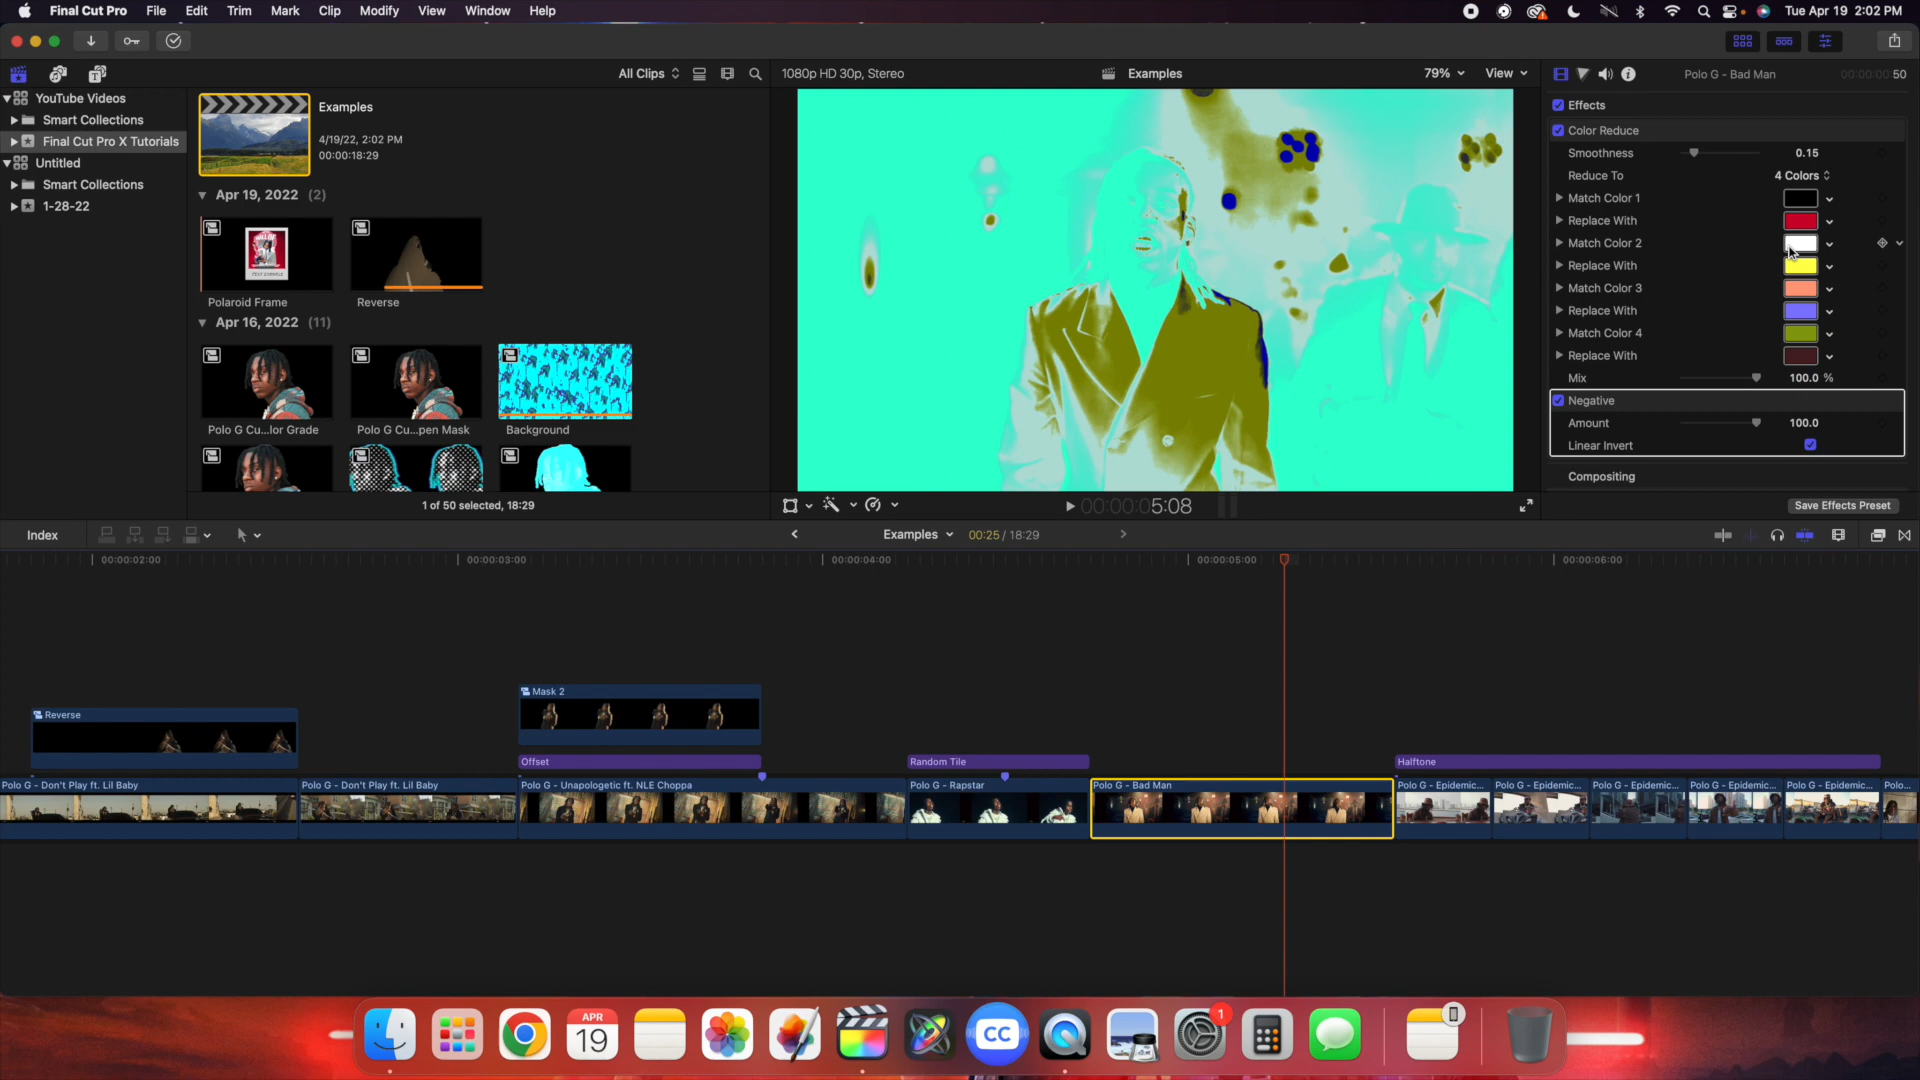 Final Cut Pro File Edit Trim Mark Clip Modify View Window Help Tue Apr 19 2:02 PM
All Clips 1080p HD 30p, Stereo Examples 79% View Polo G - Bad Man 00:00:00:50
YouTube Videos
Smart Collections
Final Cut Pro X Tutorials
Untitled
Smart Collections
1-28-22
Examples
4/19/22, 2:02 PM
00:00:18:29
Apr 19, 2022 (2)
Polaroid Frame Reverse
Apr 16, 2022 (11)
Polo G Cu...lor Grade Polo G Cu...pen Mask Background
1 of 50 selected, 18:29
00:00:05:08
Effects
Color Reduce
Smoothness 0.15
Reduce To 4 Colors
Match Color 1
Replace With
Match Color 2
Replace With
Match Color 3
Replace With
Match Color 4
Replace With
Mix 100.0 %
Negative
Amount 100.0
Linear Invert
Compositing
Save Effects Preset
Index Examples 00:25 / 18:29
00:00:02:00 00:00:03:00 00:00:04:00 00:00:05:00 00:00:06:00
Mask 2
Reverse
Offset Random Tile Halftone
Polo G - Don't Play ft. Lil Baby Polo G - Don't Play ft. Lil Baby Polo G - Unapologetic ft. NLE Choppa Polo G - Rapstar Polo G - Bad Man Polo G - Epidemic... Polo G - Epidemic... Polo G - Epidemic... Polo G - Epidemic... Polo G - Epidemic... Polo...
APR
19
CC
1